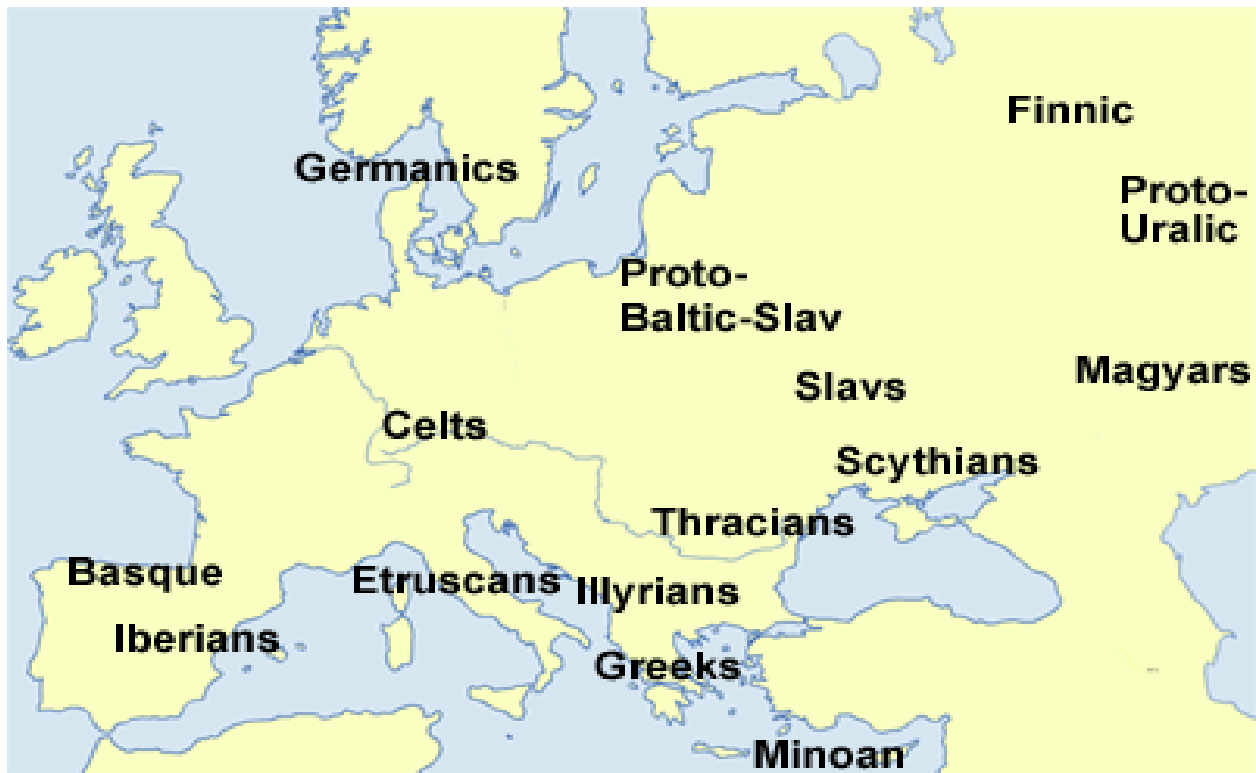 Finnic
Germanics
Proto-
Uralic
Proto-
Baltic-Slav
Magyars
Slavs
Celts
Scythians
Thracians
Basque
Etruscans
Illyrians
Iberians
Greeks
Minoan